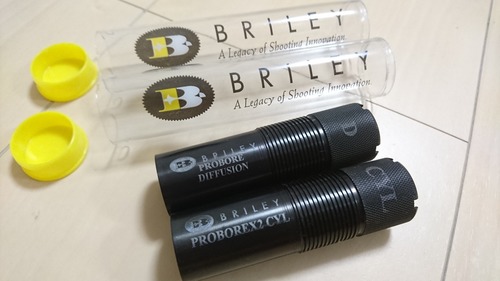 BRILEY
A Legacy of Shooting Innovation.
B
BRILEY
A Legacy of Shooting Innovation.
B
D
BRILEY
PROBORE
DIFFUSION
CYL
BRILEY
PROBOREX2 CYL